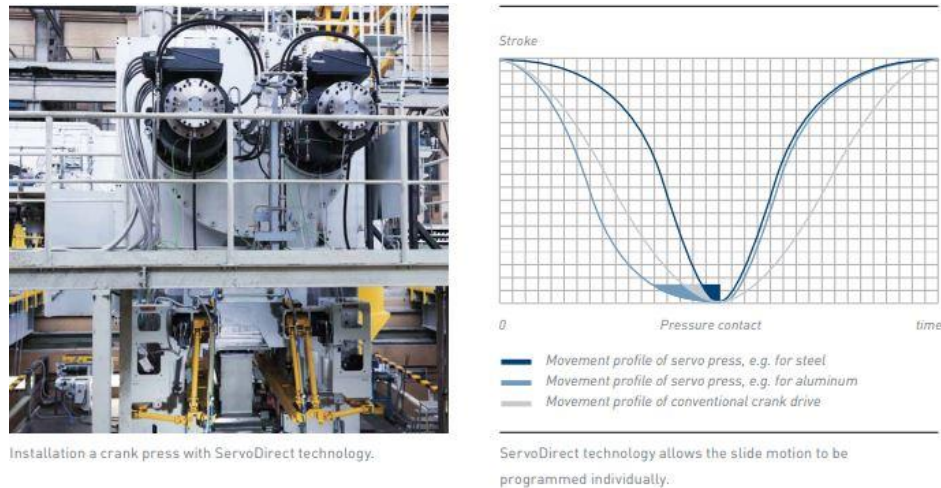 Stroke
0
Pressure contact
time
Movement profile of servo press, e.g. for steel
Movement profile of servo press, e.g. for aluminum
Movement profile of conventional crank drive
Installation a crank press with ServoDirect technology.
ServoDirect technology allows the slide motion to be
programmed individually.